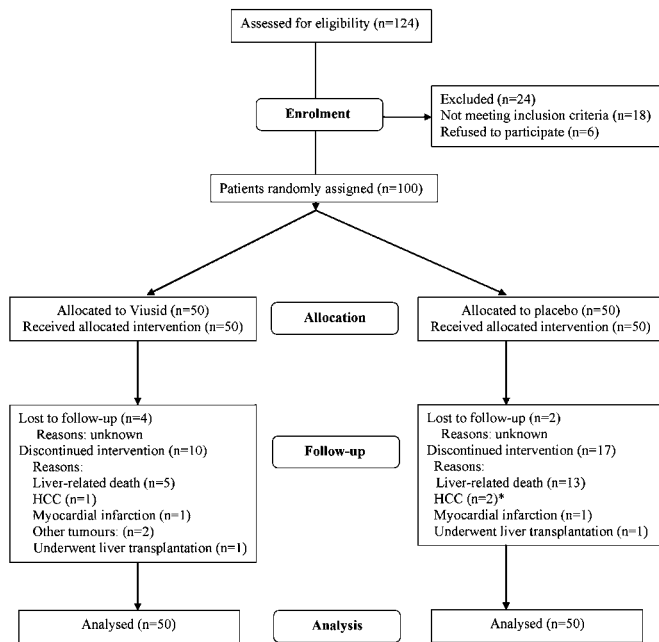 Assessed for eligibility (n=124)
Enrolment
Excluded (n=24)
Not meeting inclusion criteria (n=18)
Refused to participate (n=6)
Patients randomly assigned (n=100)
Allocated to Viusid (n=50)
Received allocated intervention (n=50)
Allocation
Allocated to placebo (n=50)
Received allocated intervention (n=50)
Lost to follow-up (n=4)
Reasons: unknown
Discontinued intervention (n=10)
Reasons:
Liver-related death (n=5)
HCC (n=1)
Myocardial infarction (n=1)
Other tumours: (n=2)
Underwent liver transplantation (n=1)
Follow-up
Lost to follow-up (n=2)
Reasons: unknown
Discontinued intervention (n=17)
Reasons:
Liver-related death (n=13)
HCC (n=2)*
Myocardial infarction (n=1)
Underwent liver transplantation (n=1)
Analysed (n=50)
Analysis
Analysed (n=50)